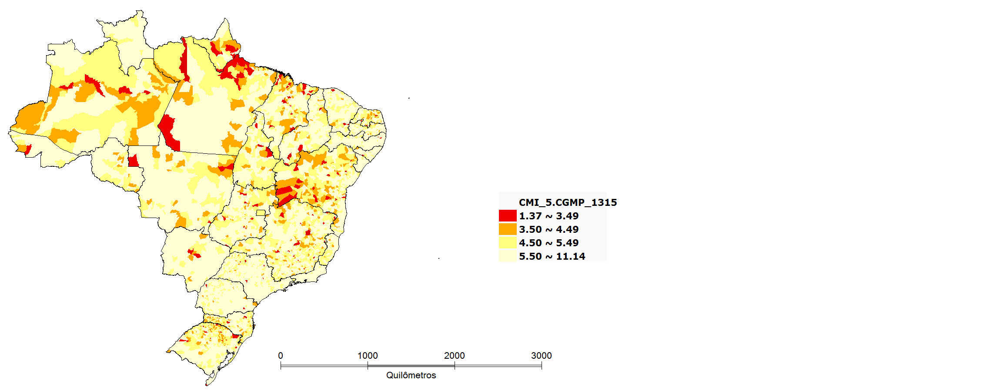 CMI_5.CGMP_1315
1.37 ~ 3.49
3.50 ~ 4.49
4.50 ~ 5.49
5.50 ~ 11.14
0 1000 2000 3000
Quilômetros